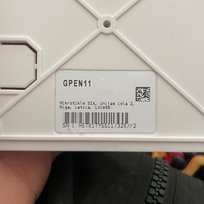 GPEN11
Mikrotikls SIA, Unijas iela 2,
Riga, Latvia, LV1039